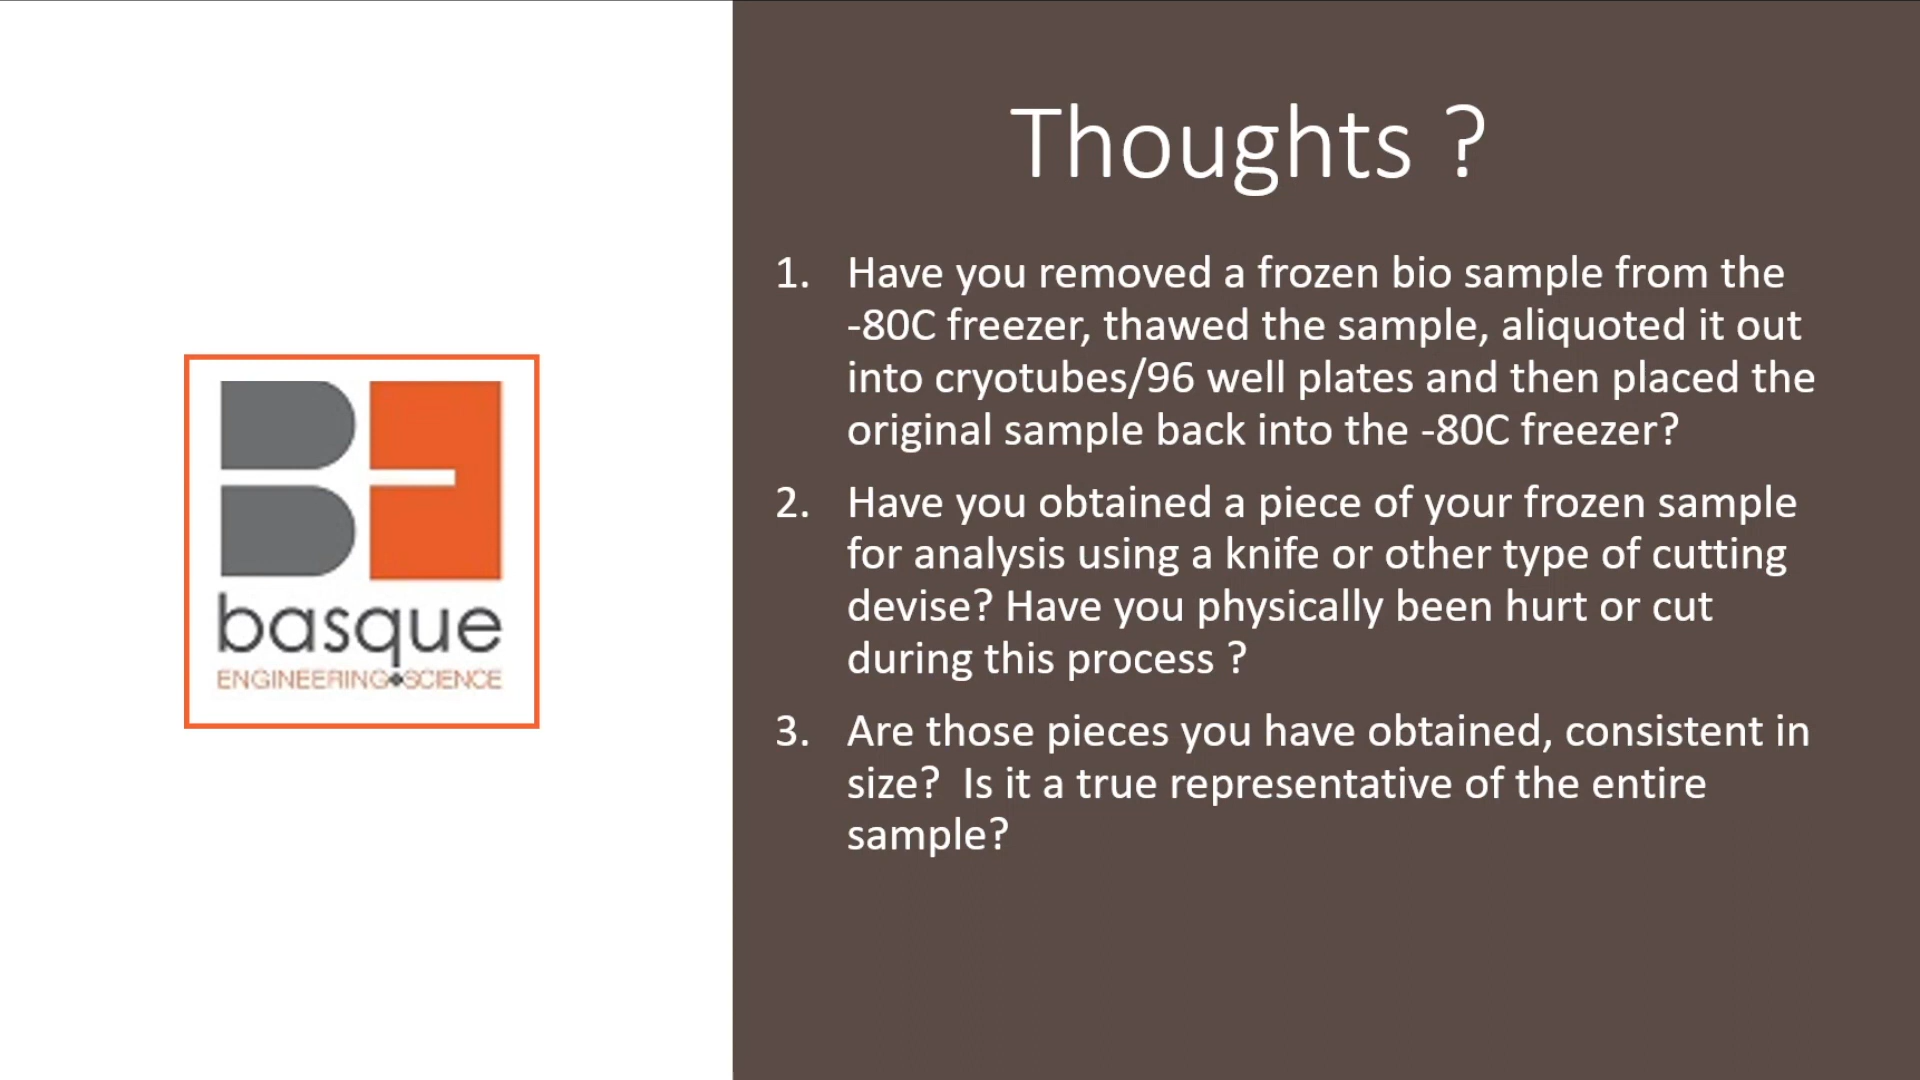 basque
ENGINEERING+SCIENCE
Thoughts ?
1. Have you removed a frozen bio sample from the
-80C freezer, thawed the sample, aliquoted it out
into cryotubes/96 well plates and then placed the
original sample back into the -80C freezer?
2. Have you obtained a piece of your frozen sample
for analysis using a knife or other type of cutting
devise? Have you physically been hurt or cut
during this process ?
3. Are those pieces you have obtained, consistent in
size?  Is it a true representative of the entire
sample?